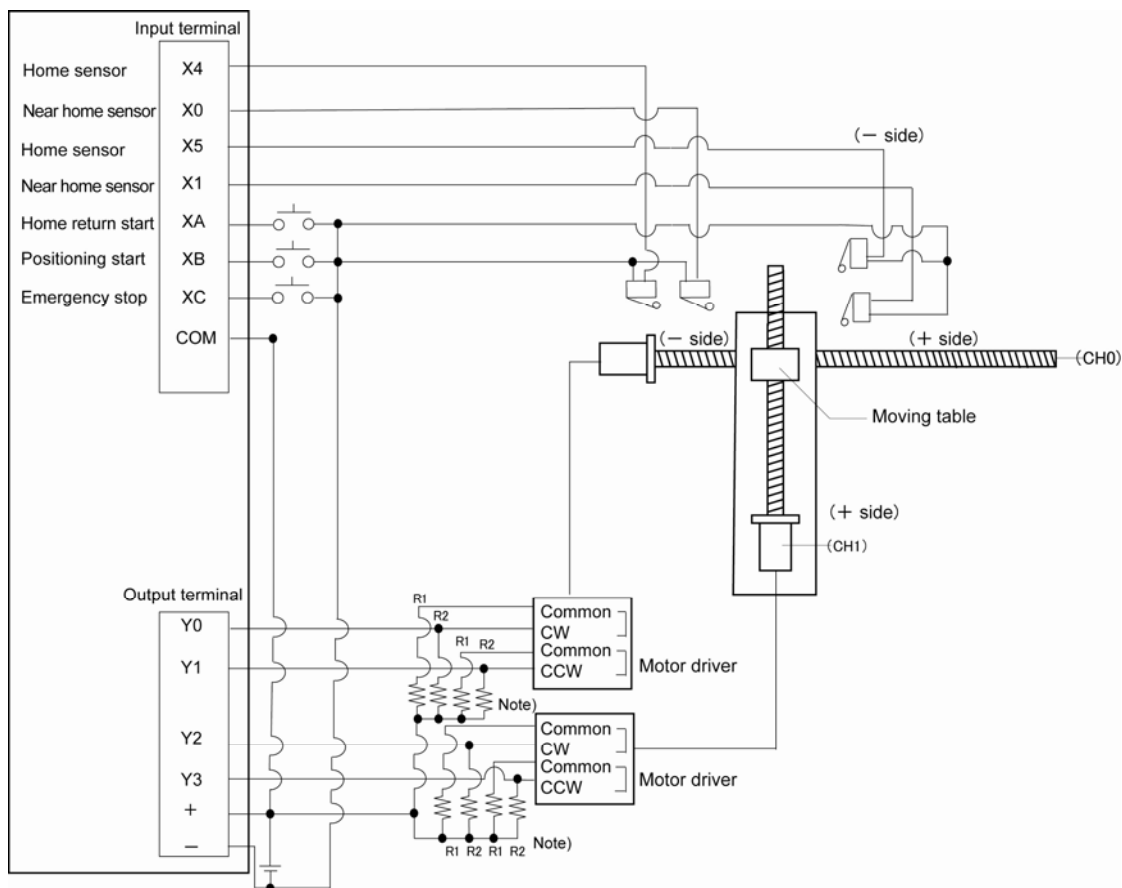 Input terminal
Home sensor X4
Near home sensor X0
Home sensor X5
Near home sensor X1
Home return start XA
Positioning start XB
Emergency stop XC
COM
(- side)
(- side)
(+ side)
(CH0)
Moving table
(+ side)
(CH1)
Output terminal
Y0
Y1
Y2
Y3
+
-
R1
R2
R1
R2
Common
CW
Common
CCW
Motor driver
Note)
Common
CW
Common
CCW
Motor driver
R1
R2
R1
R2
Note)